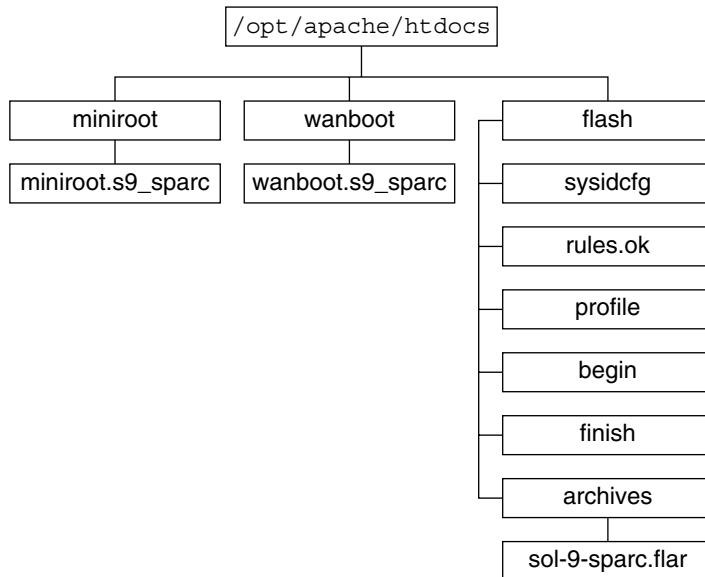 /opt/apache/htdocs
miniroot
wanboot
flash
miniroot.s9_sparc
wanboot.s9_sparc
sysidcfg
rules.ok
profile
begin
finish
archives
sol-9-sparc.flar